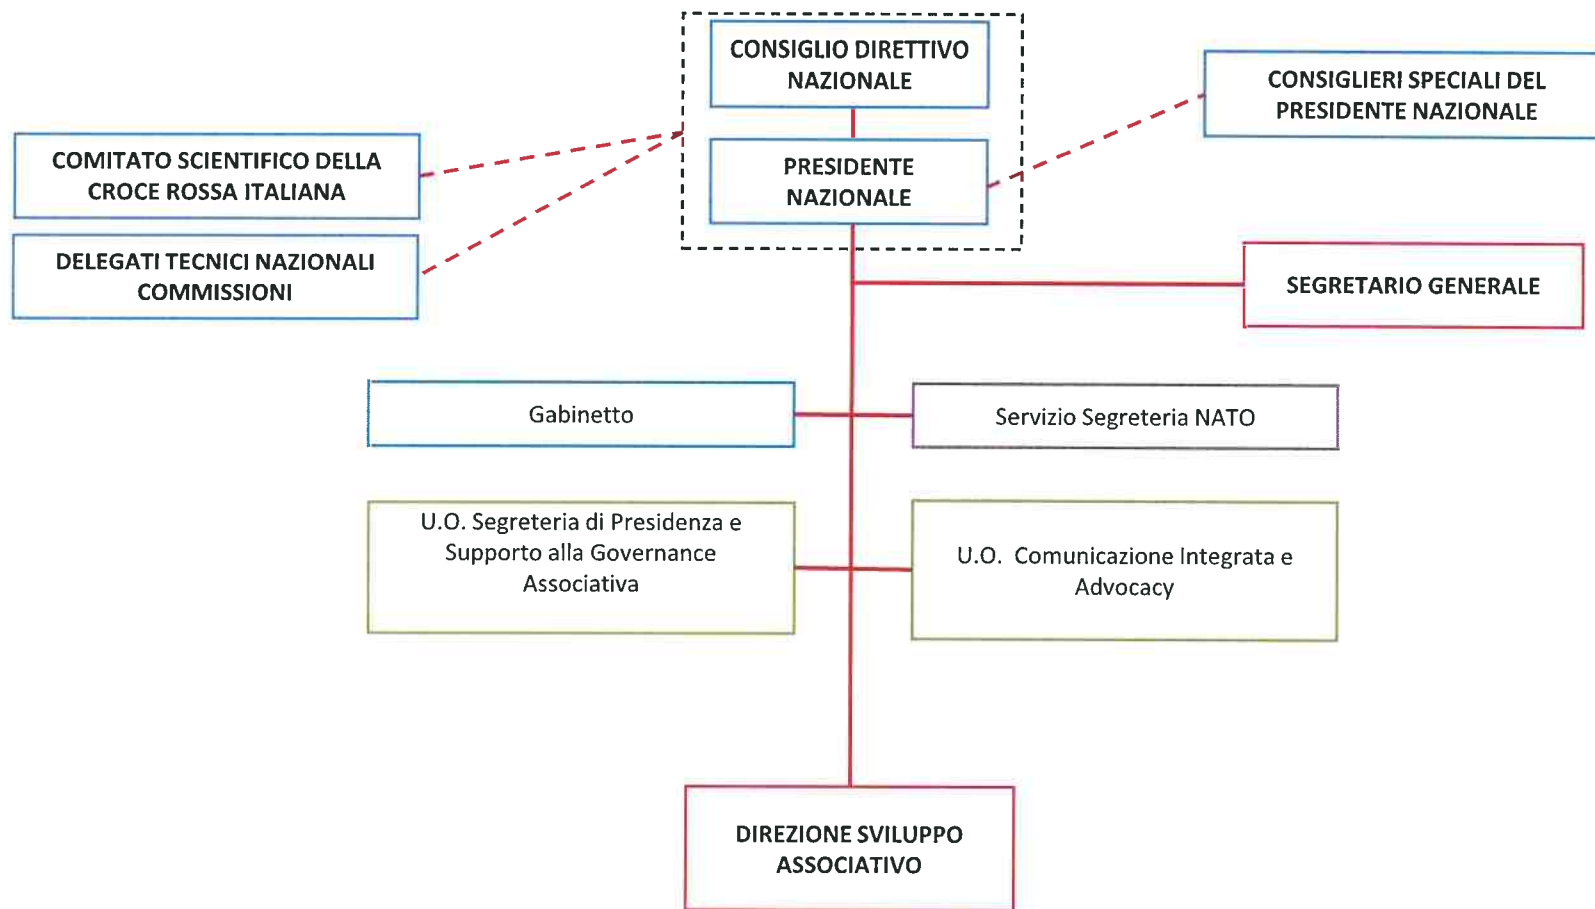 CONSIGLIO DIRETTIVO
NAZIONALE
CONSIGLIERI SPECIALI DEL
PRESIDENTE NAZIONALE
COMITATO SCIENTIFICO DELLA
CROCE ROSSA ITALIANA
PRESIDENTE
NAZIONALE
DELEGATI TECNICI NAZIONALI
COMMISSIONI
SEGRETARIO GENERALE
Gabinetto
Servizio Segreteria NATO
U.O. Segreteria di Presidenza e
Supporto alla Governance
Associativa
U.O. Comunicazione Integrata e
Advocacy
DIREZIONE SVILUPPO
ASSOCIATIVO